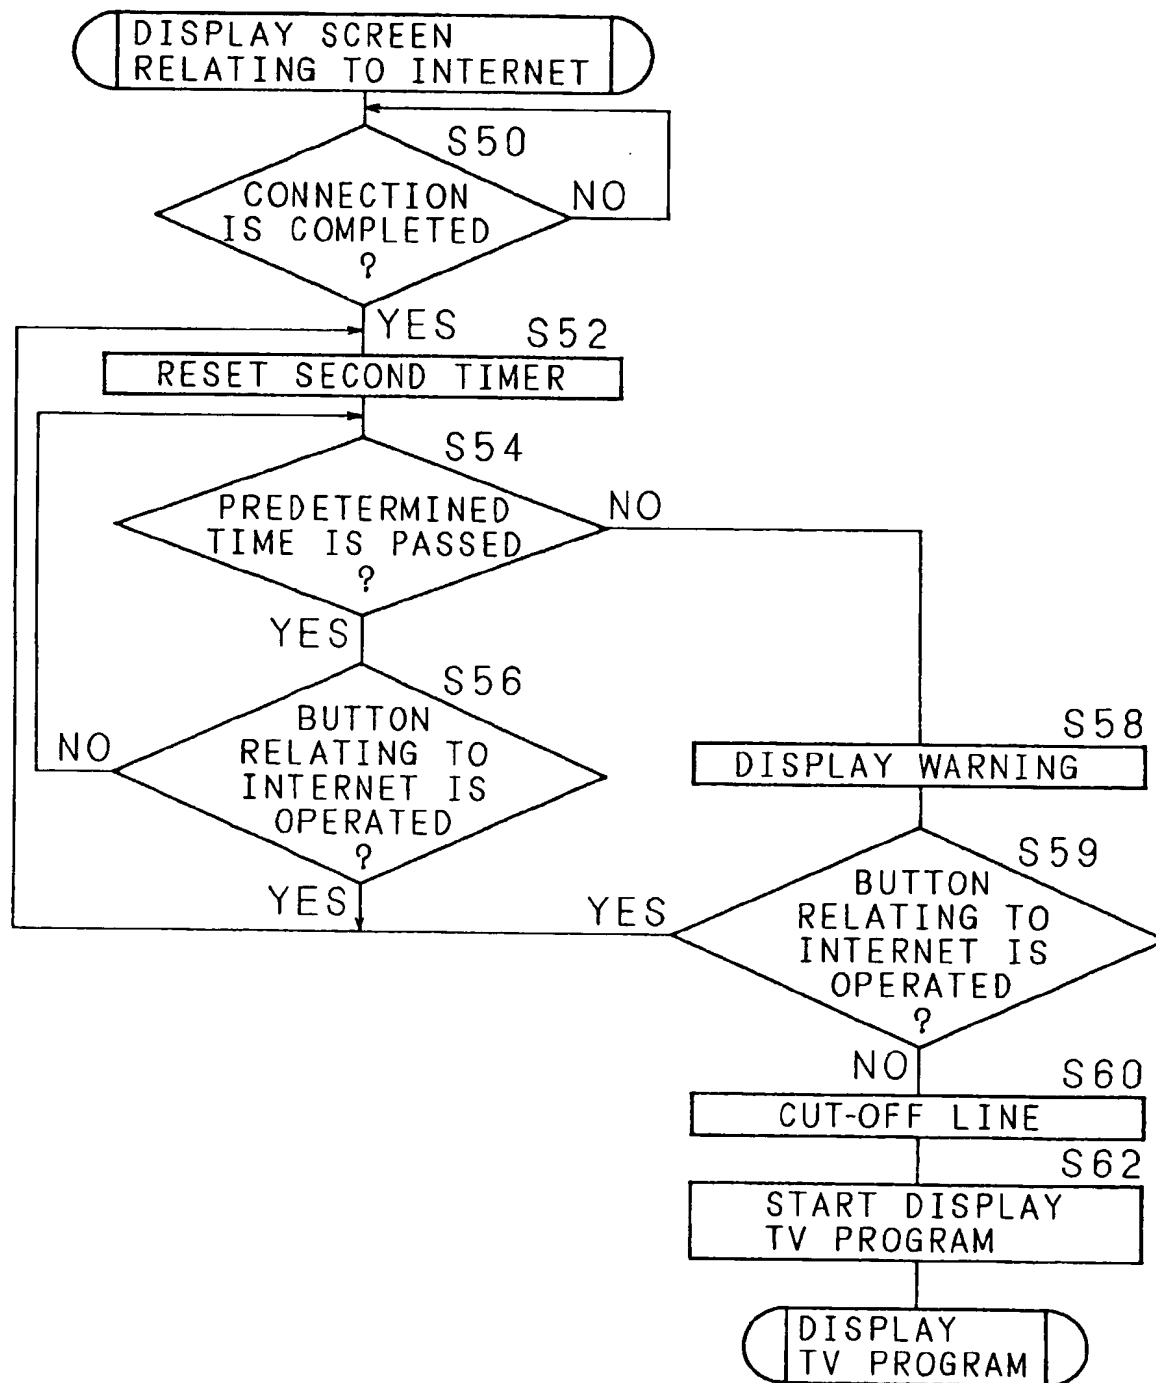 DISPLAY SCREEN
RELATING TO INTERNET
S50
CONNECTION
IS COMPLETED
?
NO
YES
S52
RESET SECOND TIMER
S54
PREDETERMINED
TIME IS PASSED
?
NO
YES
S56
BUTTON
RELATING TO
INTERNET IS
OPERATED
?
NO
YES
S58
DISPLAY WARNING
S59
BUTTON
RELATING TO
INTERNET IS
OPERATED
?
YES
NO
S60
CUT-OFF LINE
S62
START DISPLAY
TV PROGRAM
DISPLAY
TV PROGRAM